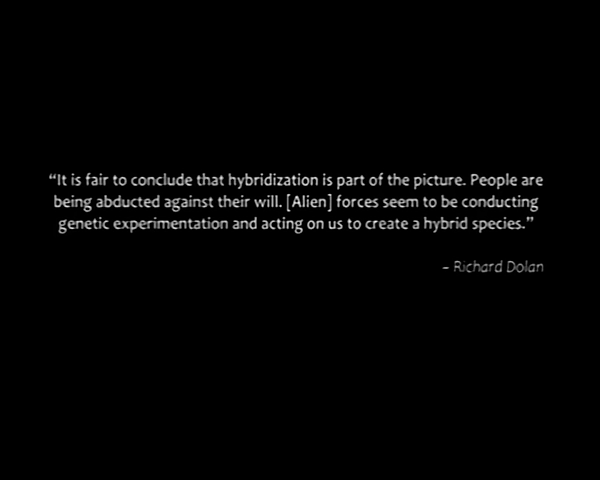 “It is fair to conclude that hybridization is part of the picture. People are
being abducted against their will. [Alien] forces seem to be conducting
genetic experimentation and acting on us to create a hybrid species.”
– Richard Dolan